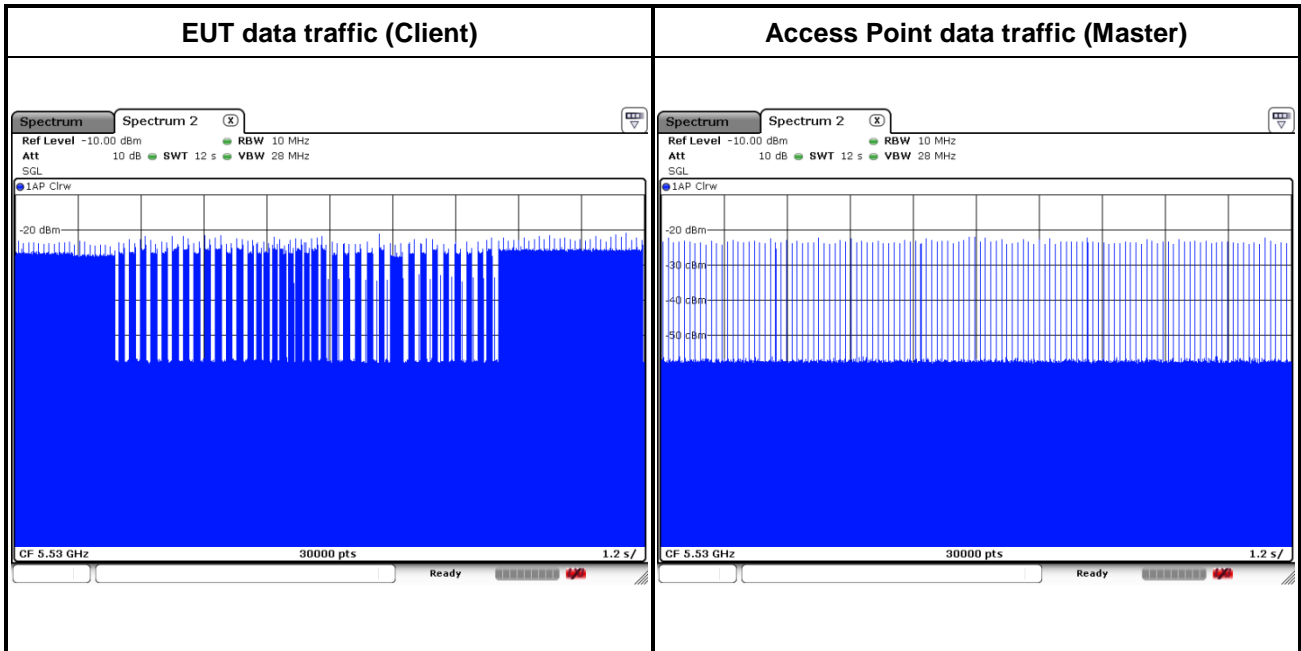 EUT data traffic (Client)
Access Point data traffic (Master)
Spectrum Spectrum 2 X
Ref Level -10.00 dBm RBW 10 MHz
Att 10 dB SWT 12 s VBW 28 MHz
SGL
1AP Clrw
-20 dBm
CF 5.53 GHz 30000 pts 1.2 s/
Ready
Spectrum Spectrum 2 X
Ref Level -10.00 dBm RBW 10 MHz
Att 10 dB SWT 12 s VBW 28 MHz
SGL
1AP Clrw
-20 dBm
-30 dBm
-40 dBm
-50 dBm
CF 5.53 GHz 30000 pts 1.2 s/
Ready